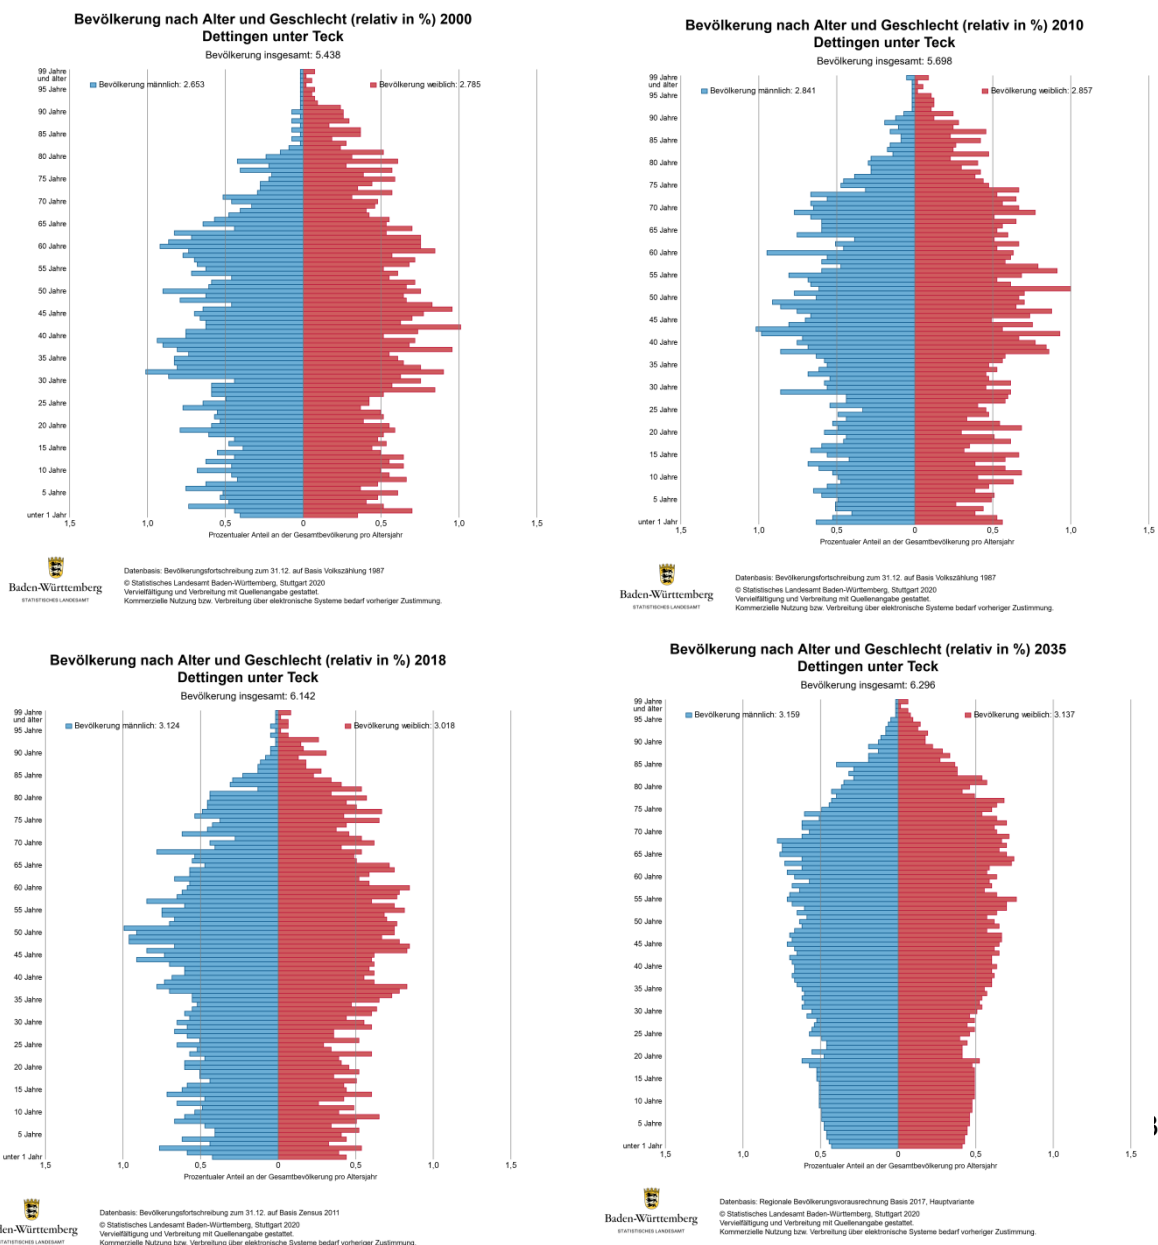 Bevölkerung nach Alter und Geschlecht (relativ in %) 2000
Dettingen unter Teck
Bevölkerung insgesamt: 5.438
99 Jahre
und älter
Bevölkerung männlich: 2.653
Bevölkerung weiblich: 2.785
95 Jahre
90 Jahre
85 Jahre
80 Jahre
75 Jahre
70 Jahre
65 Jahre
60 Jahre
55 Jahre
50 Jahre
45 Jahre
40 Jahre
35 Jahre
30 Jahre
25 Jahre
20 Jahre
15 Jahre
10 Jahre
5 Jahre
unter 1 Jahr
1,5 1,0 0,5 0 0,5 1,0 1,5
Prozentualer Anteil an der Gesamtbevölkerung pro Altersjahr
Baden-Württemberg
STATISTISCHES LANDESAMT
Datenbasis: Bevölkerungsfortschreibung zum 31.12. auf Basis Volkszählung 1987
© Statistisches Landesamt Baden-Württemberg, Stuttgart 2020
Vervielfältigung und Verbreitung mit Quellenangabe gestattet.
Kommerzielle Nutzung bzw. Verbreitung über elektronische Systeme bedarf vorheriger Zustimmung.
Bevölkerung nach Alter und Geschlecht (relativ in %) 2010
Dettingen unter Teck
Bevölkerung insgesamt: 5.698
99 Jahre
und älter
Bevölkerung männlich: 2.841
Bevölkerung weiblich: 2.857
95 Jahre
90 Jahre
85 Jahre
80 Jahre
75 Jahre
70 Jahre
65 Jahre
60 Jahre
55 Jahre
50 Jahre
45 Jahre
40 Jahre
35 Jahre
30 Jahre
25 Jahre
20 Jahre
15 Jahre
10 Jahre
5 Jahre
unter 1 Jahr
1,5 1,0 0,5 0 0,5 1,0 1,5
Prozentualer Anteil an der Gesamtbevölkerung pro Altersjahr
Baden-Württemberg
STATISTISCHES LANDESAMT
Datenbasis: Bevölkerungsfortschreibung zum 31.12. auf Basis Volkszählung 1987
© Statistisches Landesamt Baden-Württemberg, Stuttgart 2020
Vervielfältigung und Verbreitung mit Quellenangabe gestattet.
Kommerzielle Nutzung bzw. Verbreitung über elektronische Systeme bedarf vorheriger Zustimmung.
Bevölkerung nach Alter und Geschlecht (relativ in %) 2018
Dettingen unter Teck
Bevölkerung insgesamt: 6.142
99 Jahre
und älter
Bevölkerung männlich: 3.124
Bevölkerung weiblich: 3.018
95 Jahre
90 Jahre
85 Jahre
80 Jahre
75 Jahre
70 Jahre
65 Jahre
60 Jahre
55 Jahre
50 Jahre
45 Jahre
40 Jahre
35 Jahre
30 Jahre
25 Jahre
20 Jahre
15 Jahre
10 Jahre
5 Jahre
unter 1 Jahr
1,5 1,0 0,5 0 0,5 1,0 1,5
Prozentualer Anteil an der Gesamtbevölkerung pro Altersjahr
den-Württemberg
STATISTISCHES LANDESAMT
Datenbasis: Bevölkerungsfortschreibung zum 31.12. auf Basis Zensus 2011
© Statistisches Landesamt Baden-Württemberg, Stuttgart 2020
Vervielfältigung und Verbreitung mit Quellenangabe gestattet.
Kommerzielle Nutzung bzw. Verbreitung über elektronische Systeme bedarf vorheriger Zustimmung.
Bevölkerung nach Alter und Geschlecht (relativ in %) 2035
Dettingen unter Teck
Bevölkerung insgesamt: 6.296
99 Jahre
und älter
Bevölkerung männlich: 3.159
Bevölkerung weiblich: 3.137
95 Jahre
90 Jahre
85 Jahre
80 Jahre
75 Jahre
70 Jahre
65 Jahre
60 Jahre
55 Jahre
50 Jahre
45 Jahre
40 Jahre
35 Jahre
30 Jahre
25 Jahre
20 Jahre
15 Jahre
10 Jahre
5 Jahre
unter 1 Jahr
1,5 1,0 0,5 0 0,5 1,0 1,5
Prozentualer Anteil an der Gesamtbevölkerung pro Altersjahr
Baden-Württemberg
STATISTISCHES LANDESAMT
Datenbasis: Regionale Bevölkerungsvorausrechnung Basis 2017, Hauptvariante
© Statistisches Landesamt Baden-Württemberg, Stuttgart 2020
Vervielfältigung und Verbreitung mit Quellenangabe gestattet.
Kommerzielle Nutzung bzw. Verbreitung über elektronische Systeme bedarf vorheriger Zustimmung.